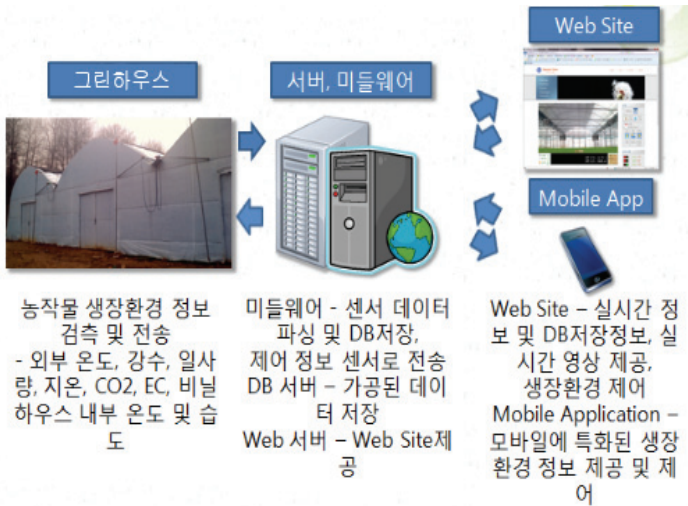 그린하우스
서버, 미들웨어
Web Site
Mobile App
농작물 생장환경 정보
검측 및 전송
- 외부 온도, 강수, 일사
량, 지온, CO2, EC, 비닐
하우스 내부 온도 및 습
도
미들웨어 - 센서 데이터
파싱 및 DB저장,
제어 정보 센서로 전송
DB 서버 – 가공된 데이
터 저장
Web 서버 – Web Site제
공
Web Site – 실시간 정
보 및 DB저장정보, 실
시간 영상 제공,
생장환경 제어
Mobile Application –
모바일에 특화된 생장
환경 정보 제공 및 제
어